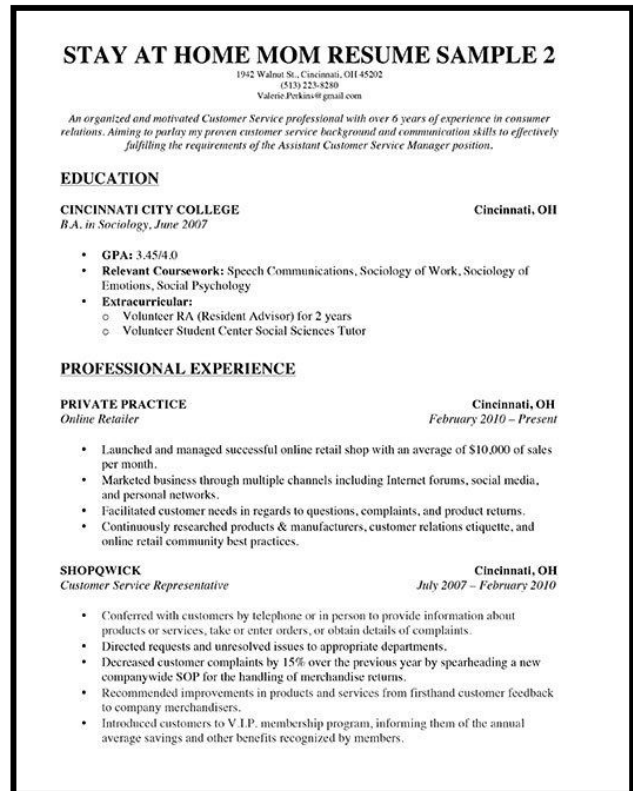 STAY AT HOME MOM RESUME SAMPLE 2
1942 Walnut St., Cincinnati, OH 45202
(513) 223-8280
Valerie.Perkins@gmail.com
An organized and motivated Customer Service professional with over 6 years of experience in consumer
relations. Aiming to parlay my proven customer service background and communication skills to effectively
fulfilling the requirements of the Assistant Customer Service Manager position.
EDUCATION
CINCINNATI CITY COLLEGE Cincinnati, OH
B.A. in Sociology, June 2007
• GPA: 3.45/4.0
• Relevant Coursework: Speech Communications, Sociology of Work, Sociology of
Emotions, Social Psychology
• Extracurricular:
o Volunteer RA (Resident Advisor) for 2 years
o Volunteer Student Center Social Sciences Tutor
PROFESSIONAL EXPERIENCE
PRIVATE PRACTICE Cincinnati, OH
Online Retailer February 2010 – Present
• Launched and managed successful online retail shop with an average of $10,000 of sales
per month.
• Marketed business through multiple channels including Internet forums, social media,
and personal networks.
• Facilitated customer needs in regards to questions, complaints, and product returns.
• Continuously researched products & manufacturers, customer relations etiquette, and
online retail community best practices.
SHOPQWICK Cincinnati, OH
Customer Service Representative July 2007 – February 2010
• Conferred with customers by telephone or in person to provide information about
products or services, take or enter orders, or obtain details of complaints.
• Directed requests and unresolved issues to appropriate departments.
• Decreased customer complaints by 15% over the previous year by spearheading a new
companywide SOP for the handling of merchandise returns.
• Recommended improvements in products and services from firsthand customer feedback
to company merchandisers.
• Introduced customers to V.I.P. membership program, informing them of the annual
average savings and other benefits recognized by members.